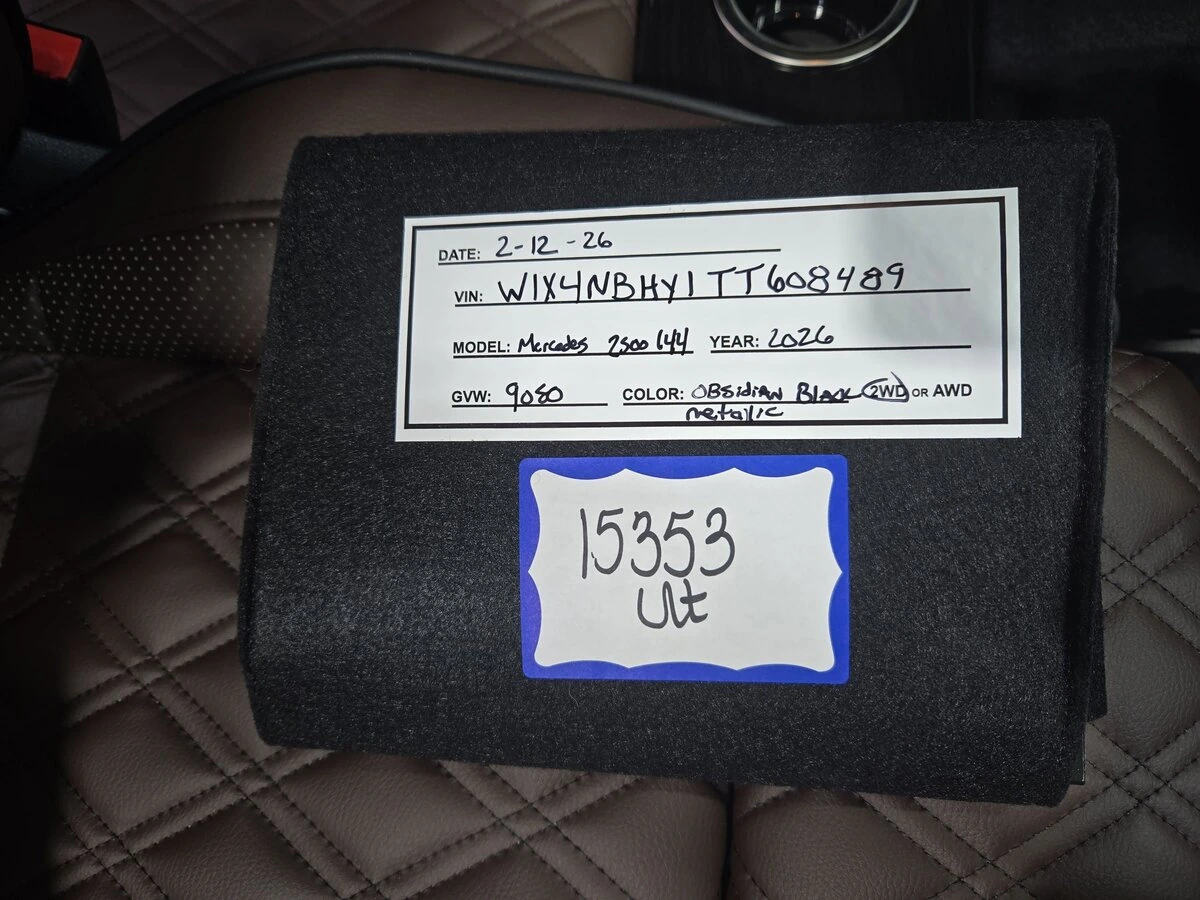 DATE: 2-12-26
VIN: W1X4NBHY1TT608489
MODEL: Mercedes 2500 144 YEAR: 2026
GVW: 9050 COLOR: OBSidiAN BLACK 2WD OR AWD
metallic
15353
Ult